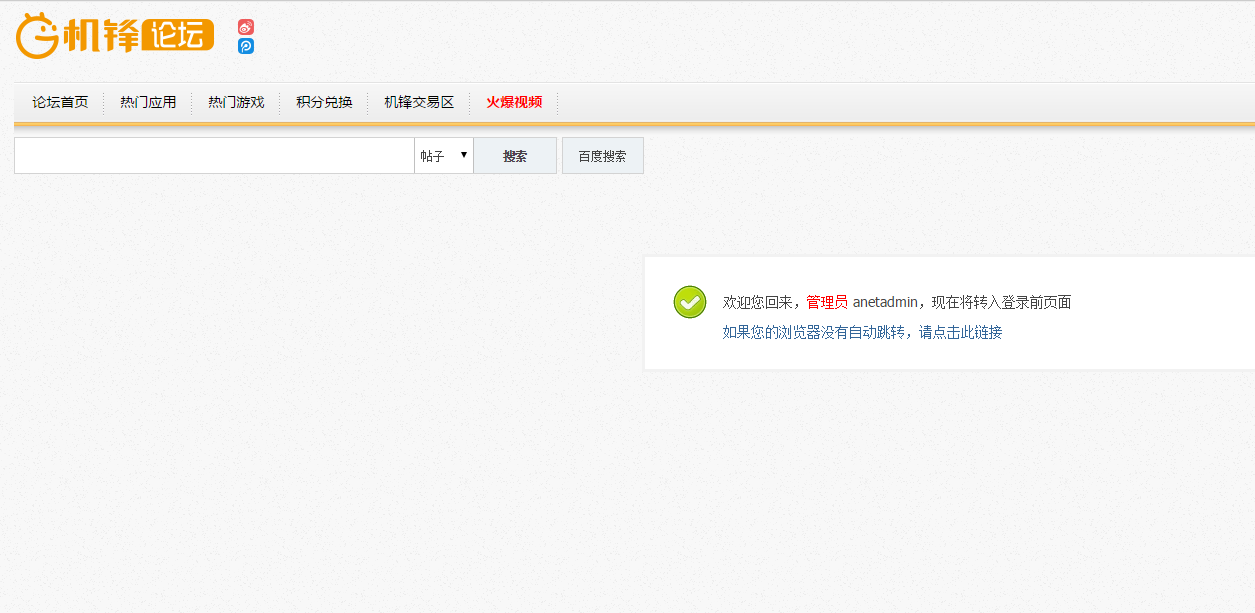 机锋论坛
论坛首页 热门应用 热门游戏 积分兑换 机锋交易区 火爆视频
帖子 ▼ 搜索 百度搜索
欢迎您回来，管理员 anetadmin，现在将转入登录前页面
如果您的浏览器没有自动跳转，请点击此链接